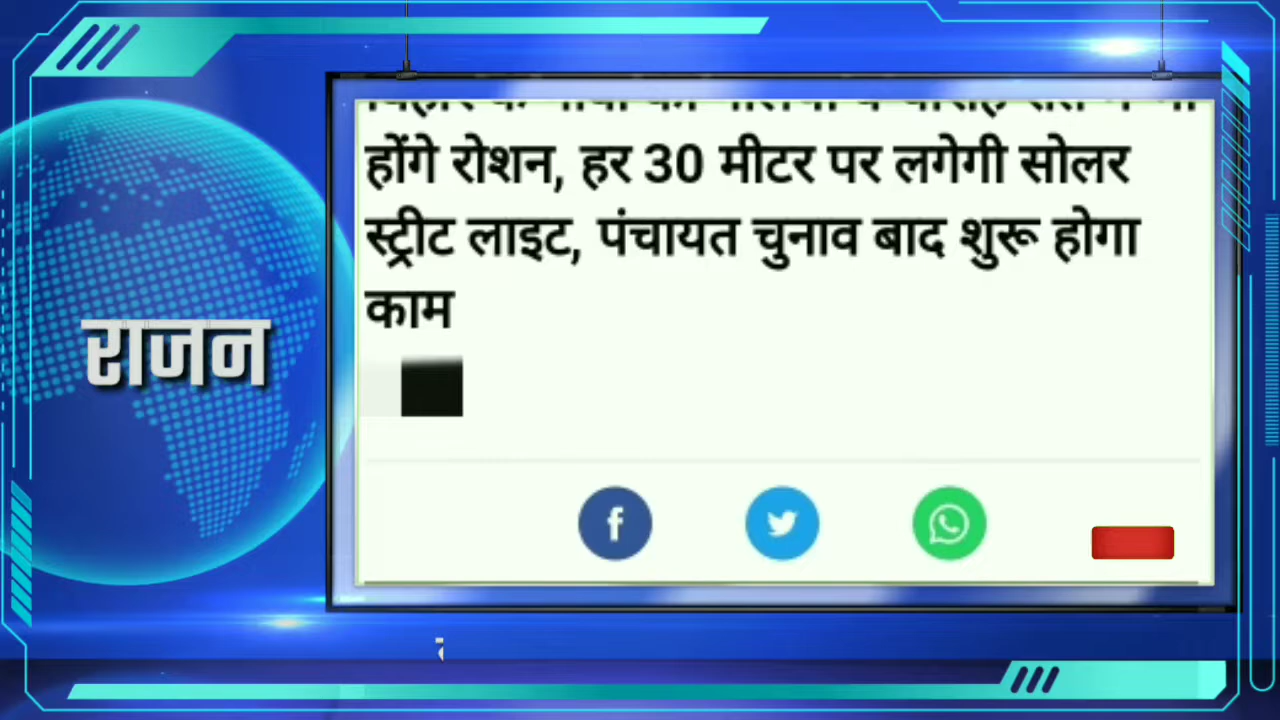 राजन
होंगे रोशन, हर 30 मीटर पर लगेगी सोलर
स्ट्रीट लाइट, पंचायत चुनाव बाद शुरू होगा
काम